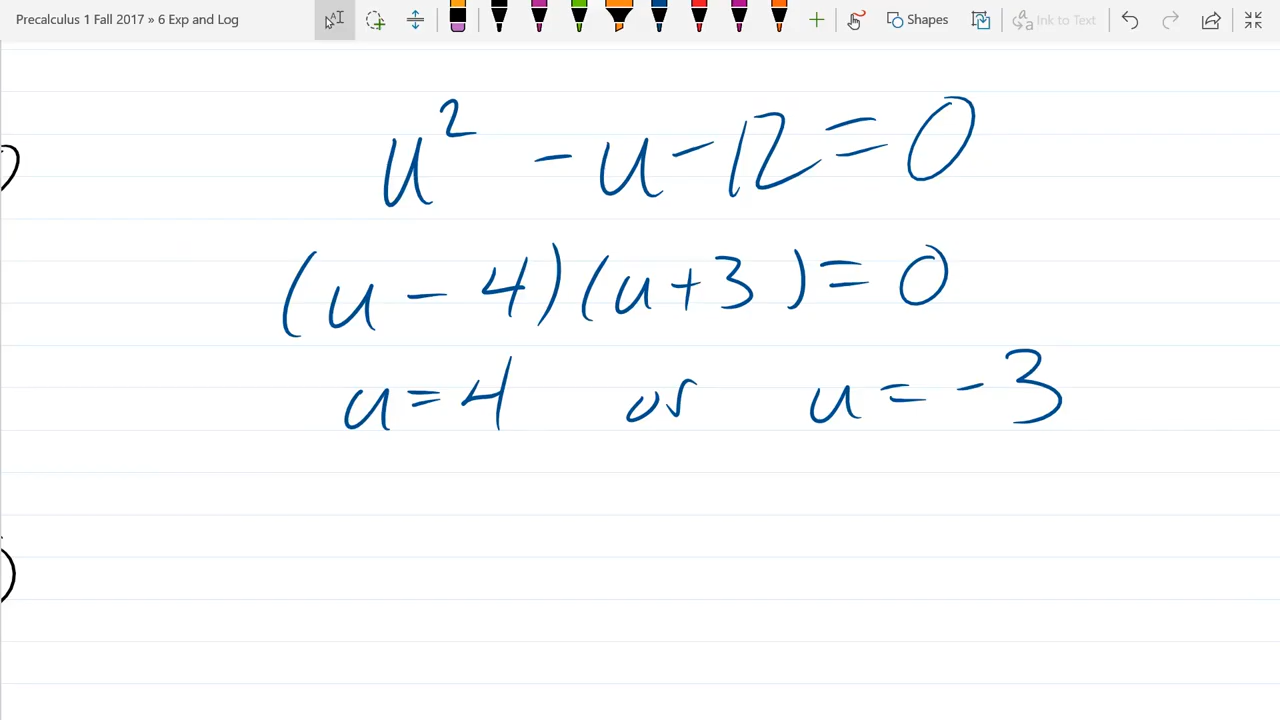 Precalculus 1 Fall 2017 » 6 Exp and Log
Shapes
Ink to Text
u² - u - 12 = 0
(u - 4)(u + 3) = 0
u = 4 or u = -3